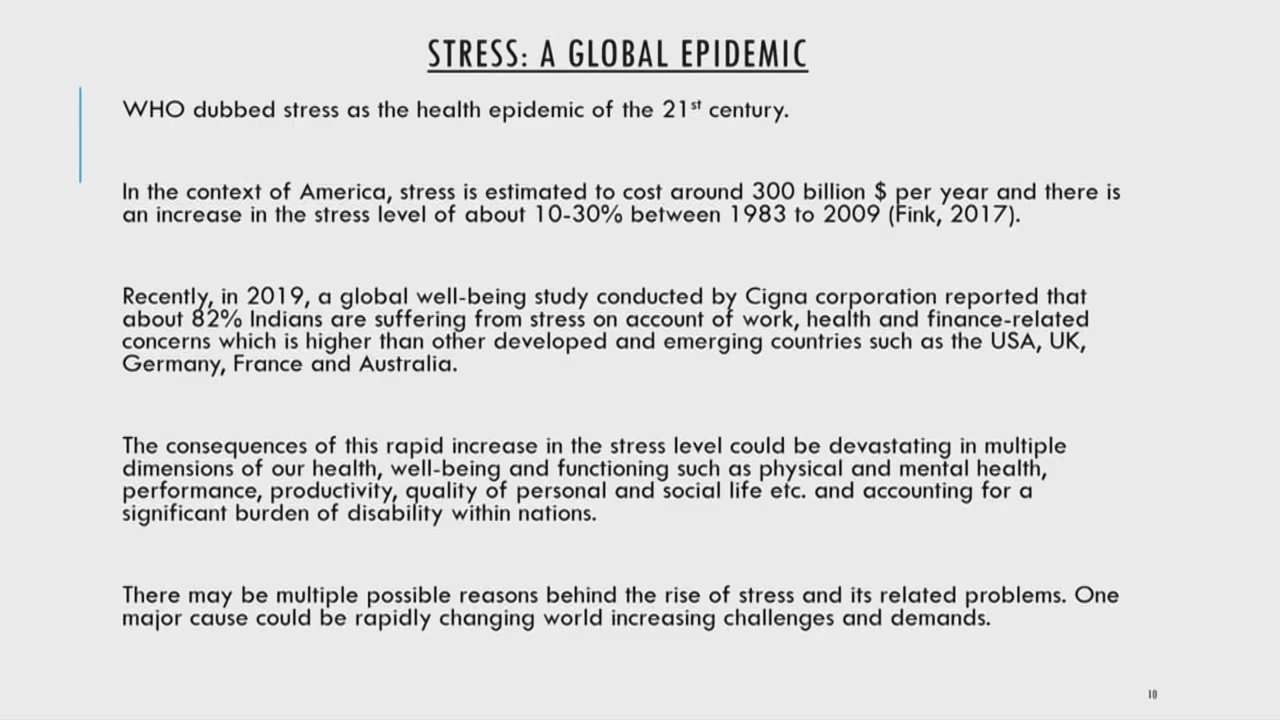 STRESS: A GLOBAL EPIDEMIC
WHO dubbed stress as the health epidemic of the 21st century.
In the context of America, stress is estimated to cost around 300 billion $ per year and there is
an increase in the stress level of about 10-30% between 1983 to 2009 (Fink, 2017).
Recently, in 2019, a global well-being study conducted by Cigna corporation reported that
about 82% Indians are suffering from stress on account of work, health and finance-related
concerns which is higher than other developed and emerging countries such as the USA, UK,
Germany, France and Australia.
The consequences of this rapid increase in the stress level could be devastating in multiple
dimensions of our health, well-being and functioning such as physical and mental health,
performance, productivity, quality of personal and social life etc. and accounting for a
significant burden of disability within nations.
There may be multiple possible reasons behind the rise of stress and its related problems. One
major cause could be rapidly changing world increasing challenges and demands.
10